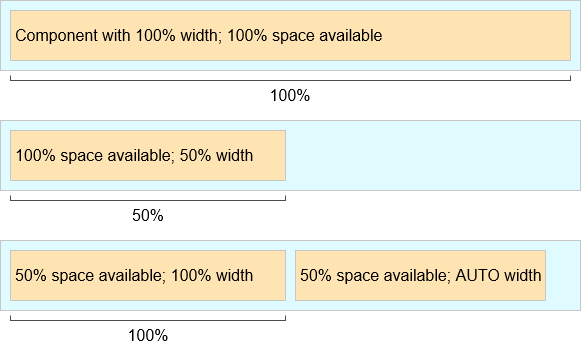 Component with 100% width; 100% space available
100%
100% space available; 50% width
50%
50% space available; 100% width
50% space available; AUTO width
100%